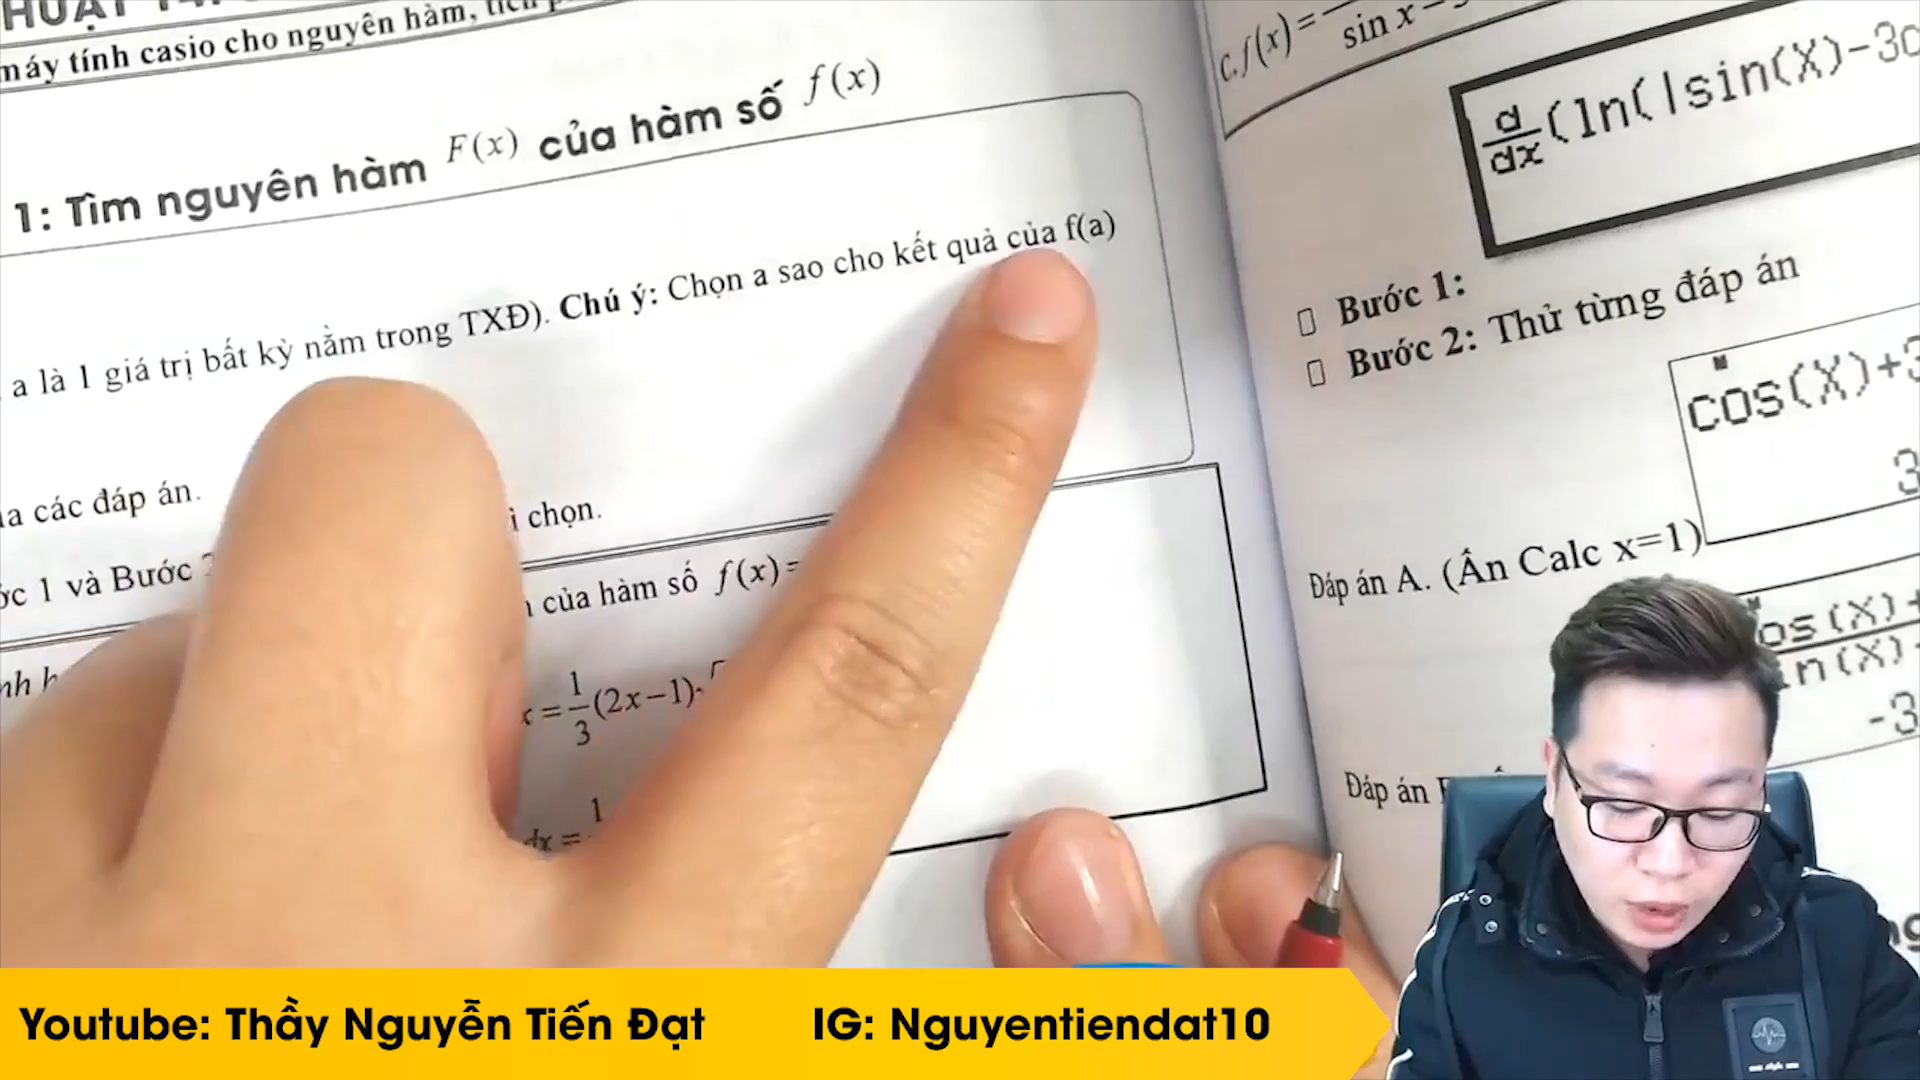 máy tính casio cho nguyên hàm,
1: Tìm nguyên hàm F(x) của hàm số f(x)
a là 1 giá trị bất kỳ nằm trong TXĐ). Chú ý: Chọn a sao cho kết quả của f(a)
các đáp án.
ì chọn.
1 và Bước
của hàm số f(x) =
x = 1/3 (2x−1).
dx =
c. f(x) =
sin x
d/dx(ln(|sin(X)−3c
Bước 1:
Bước 2: Thử từng đáp án
cos(X)+3
3
Đáp án A. (Ấn Calc x=1)
os(X)+
in(X)
-3
Đáp án
Youtube: Thầy Nguyễn Tiến Đạt
IG: Nguyentiendat10